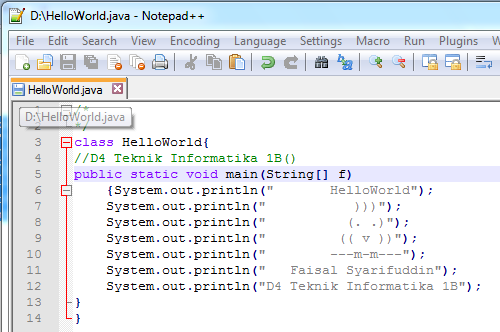 D:\HelloWorld.java - Notepad++
File Edit Search View Encoding Language Settings Macro Run Plugins W
HelloWorld.java
D:\HelloWorld.java
1 /*
2 */
3 class HelloWorld{
4 //D4 Teknik Informatika 1B()
5 public static void main(String[] f)
6     {System.out.println("       HelloWorld");
7     System.out.println("          )))");
8     System.out.println("         (. .)");
9     System.out.println("        (( v ))");
10     System.out.println("       ---m-m---");
11     System.out.println("   Faisal Syarifuddin");
12     System.out.println("D4 Teknik Informatika 1B");
13 }
14 }